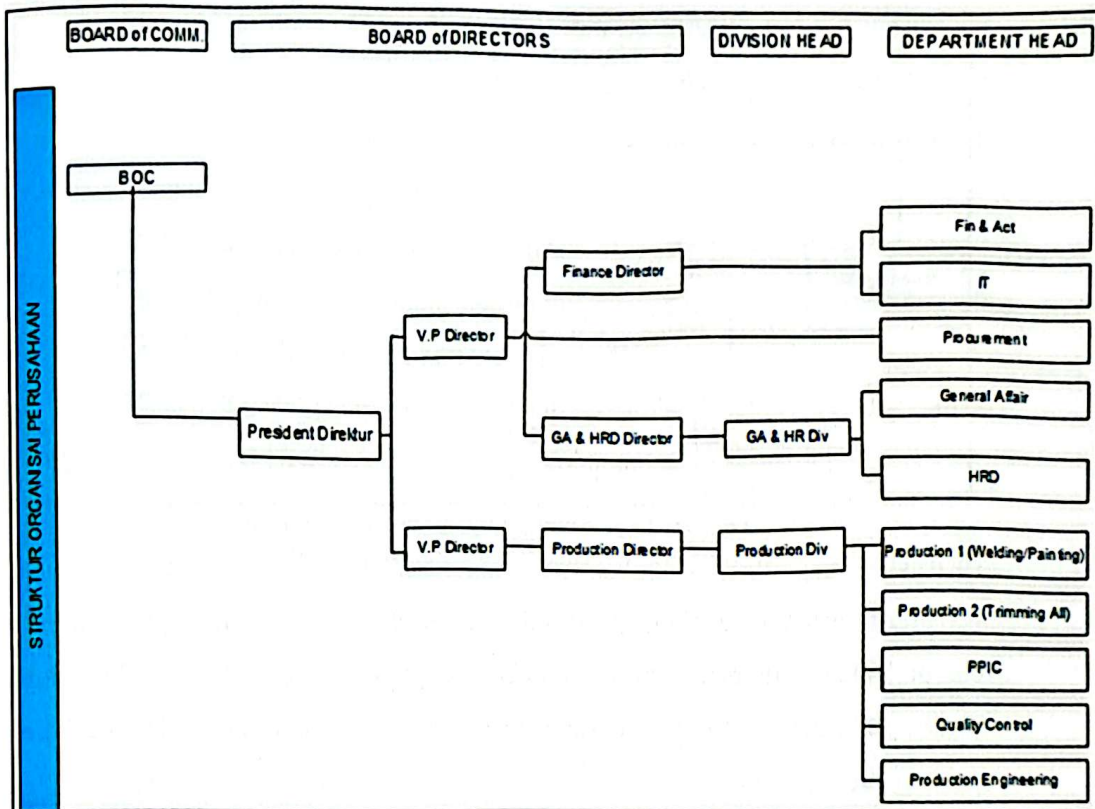 BOARD of COMM.
BOARD of DIRECTORS
DIVISION HEAD
DEPARTMENT HEAD
STRUKTUR ORGANSAI PERUSAHAAN
BOC
Fin & Act
Finance Director
IT
V.P Director
Procurement
General Affair
President Direktur
GA & HRD Director
GA & HR Div
HRD
V.P Director
Production Director
Production Div
Production 1 (Welding/Painting)
Production 2 (Trimming All)
PPIC
Quality Control
Production Engineering